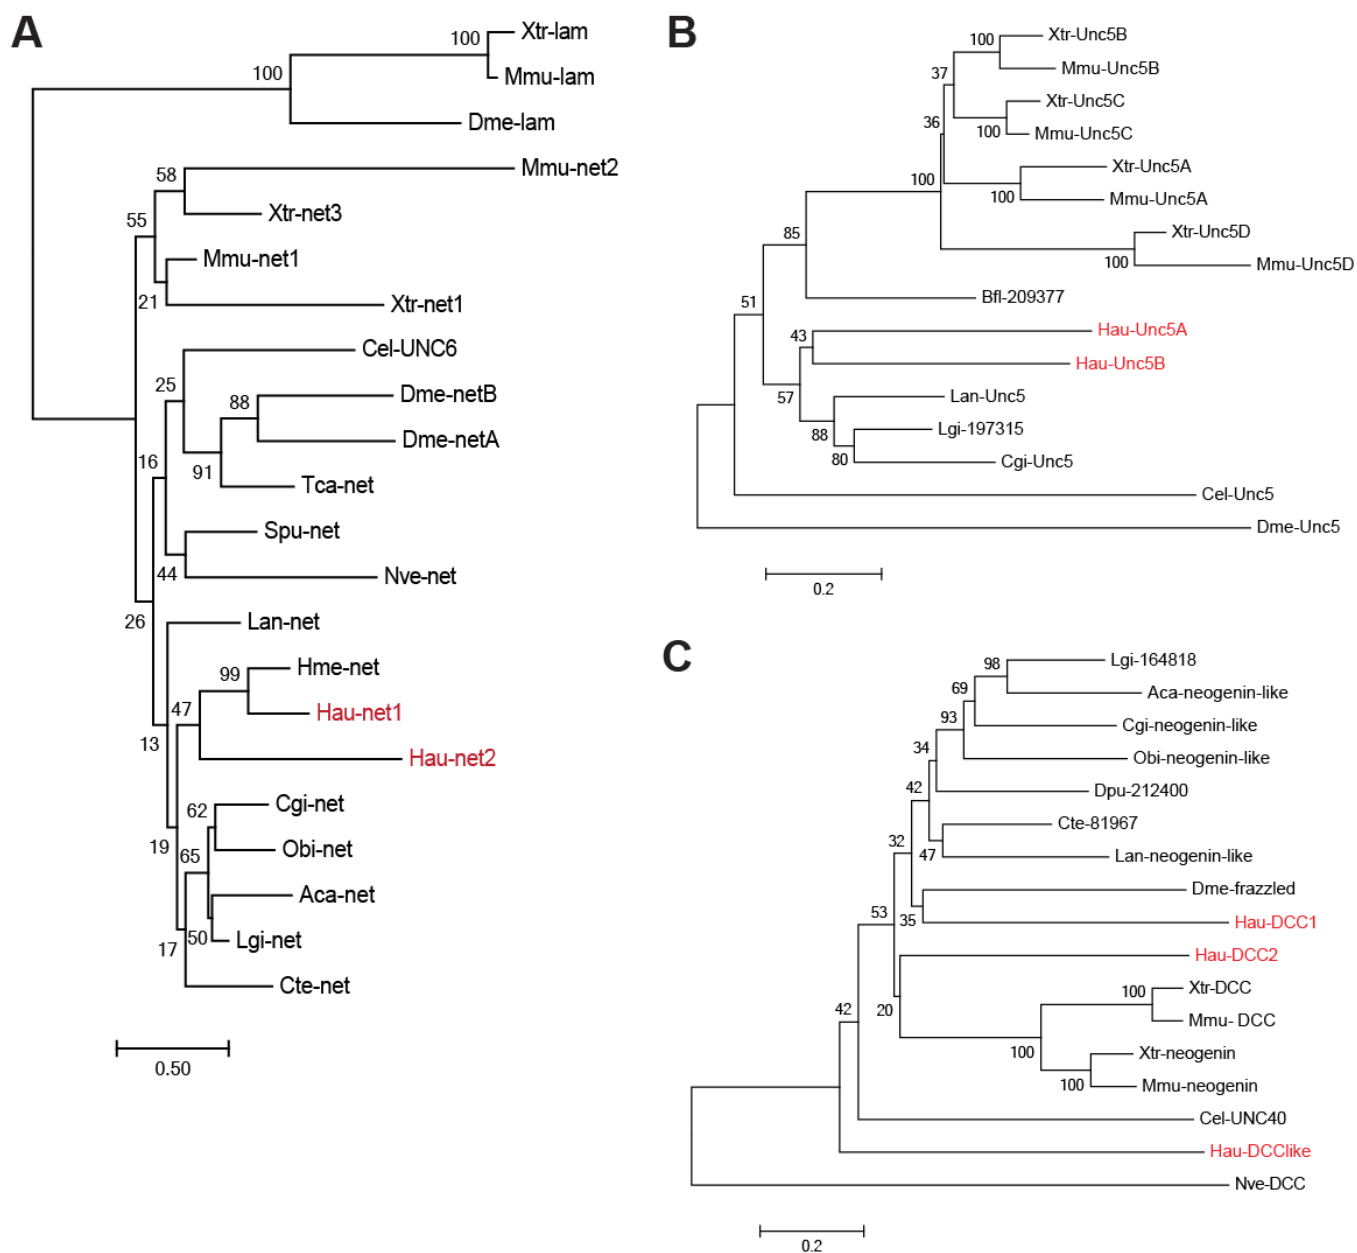 A
100
Xtr-lam
100
Mmu-lam
Dme-lam
58
Mmu-net2
Xtr-net3
55
Mmu-net1
21
Xtr-net1
Cel-UNC6
25
88
Dme-netB
Dme-netA
16
91
Tca-net
Spu-net
44
Nve-net
26
Lan-net
99
Hme-net
47
Hau-net1
13
Hau-net2
62
Cgi-net
19
65
Obi-net
Aca-net
17
50
Lgi-net
Cte-net
0.50
B
100
Xtr-Unc5B
37
Mmu-Unc5B
Xtr-Unc5C
36
100
Mmu-Unc5C
100
Xtr-Unc5A
100
Mmu-Unc5A
85
Xtr-Unc5D
100
Mmu-Unc5D
51
Bfl-209377
43
Hau-Unc5A
Hau-Unc5B
57
Lan-Unc5
88
Lgi-197315
80
Cgi-Unc5
Cel-Unc5
Dme-Unc5
0.2
C
98
Lgi-164818
69
Aca-neogenin-like
93
Cgi-neogenin-like
34
Obi-neogenin-like
42
Dpu-212400
32
Cte-81967
47
Lan-neogenin-like
53
Dme-frazzled
35
Hau-DCC1
Hau-DCC2
42
20
100
Xtr-DCC
Mmu- DCC
100
Xtr-neogenin
100
Mmu-neogenin
Cel-UNC40
Hau-DCClike
Nve-DCC
0.2